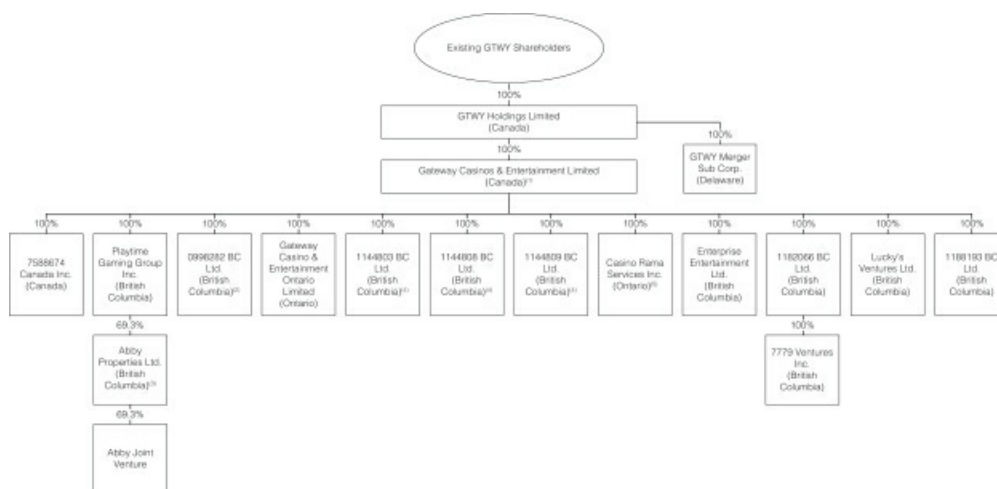 Existing GTWY Shareholders
100%
GTWY Holdings Limited
(Canada)
100%
100%
GTWY Merger
Sub Corp.
(Delaware)
Gateway Casinos & Entertainment Limited
(Canada)(1)
100%
100%
100%
100%
100%
100%
100%
100%
100%
100%
100%
100%
7588674
Canada Inc.
(Canada)
Playtime
Gaming Group
Inc.
(British
Columbia)
0998282 BC
Ltd.
(British
Columbia)(2)
Gateway
Casino &
Entertainment
Ontario
Limited
(Ontario)
1144803 BC
Ltd.
(British
Columbia)
1144808 BC
Ltd.
(British
Columbia)
1144809 BC
Ltd.
(British
Columbia)
Casino Rama
Services Inc.
(Ontario)
Enterprise
Entertainment
Ltd.
(British
Columbia)
1182066 BC
Ltd.
(British
Columbia)
Lucky's
Ventures Ltd.
(British
Columbia)
1188193 BC
Ltd.
(British
Columbia)
69.3%
100%
Abby
Properties Ltd.
(British
Columbia)(3)
7779 Ventures
Inc.
(British
Columbia)
69.3%
Abby Joint
Venture